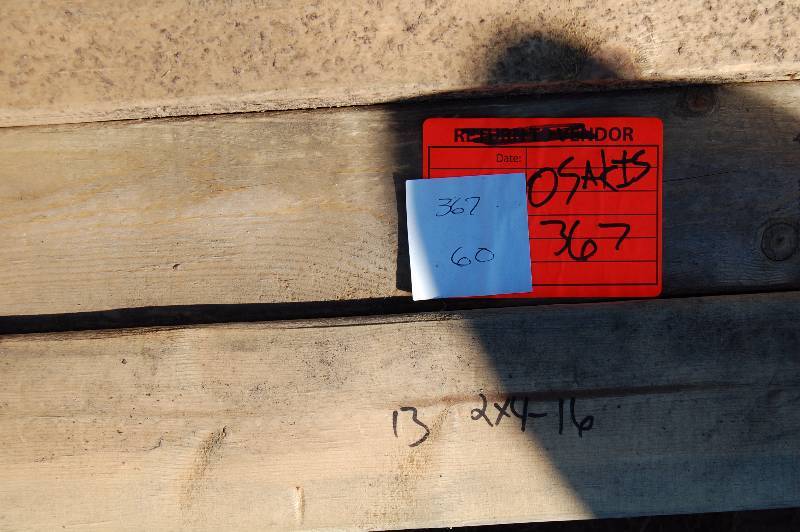 RETURN TO VENDOR
Date:
OSAKIS
367
367
60
13 2x4-16